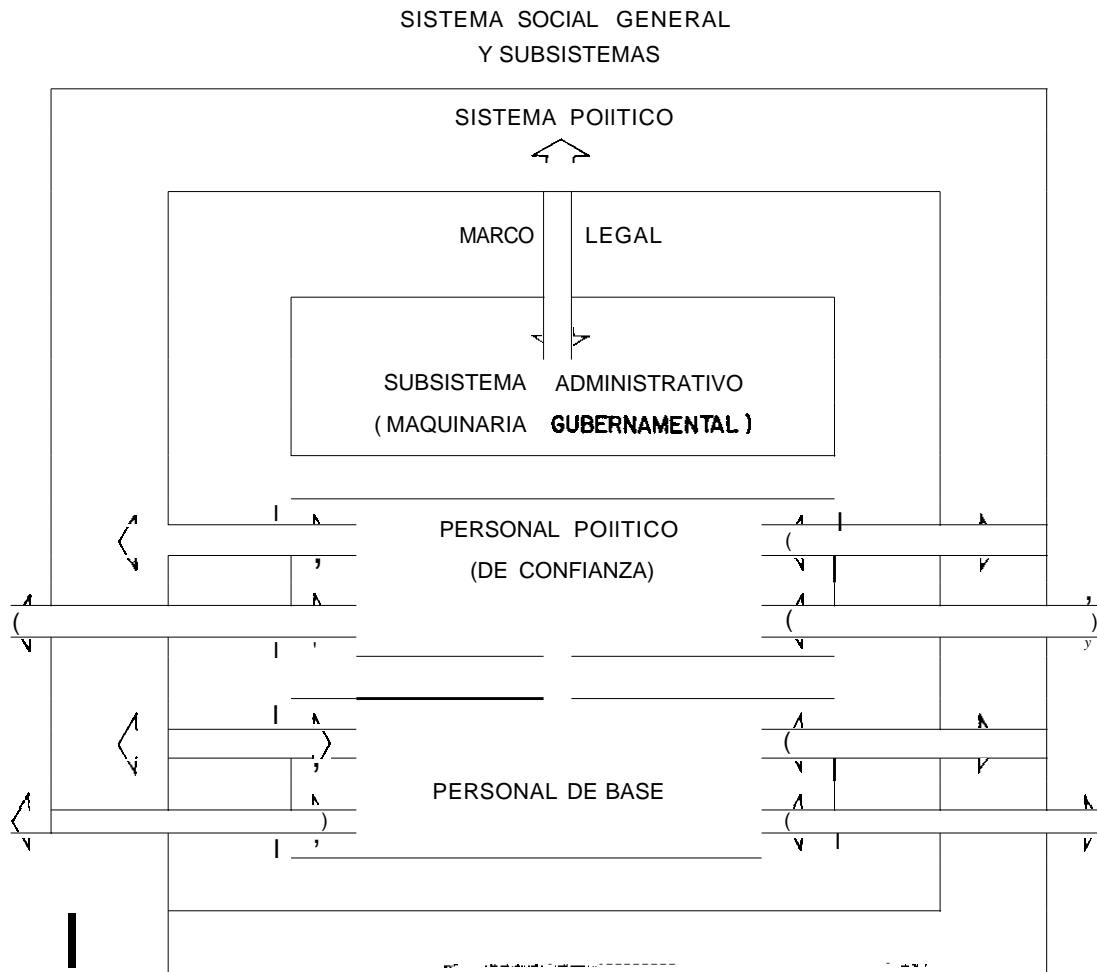 SISTEMA SOCIAL GENERAL
Y SUBSISTEMAS
SISTEMA POIITICO
MARCO LEGAL
SUBSISTEMA ADMINISTRATIVO
( MAQUINARIA GUBERNAMENTAL )
PERSONAL POIITICO
(DE CONFIANZA)
PERSONAL DE BASE